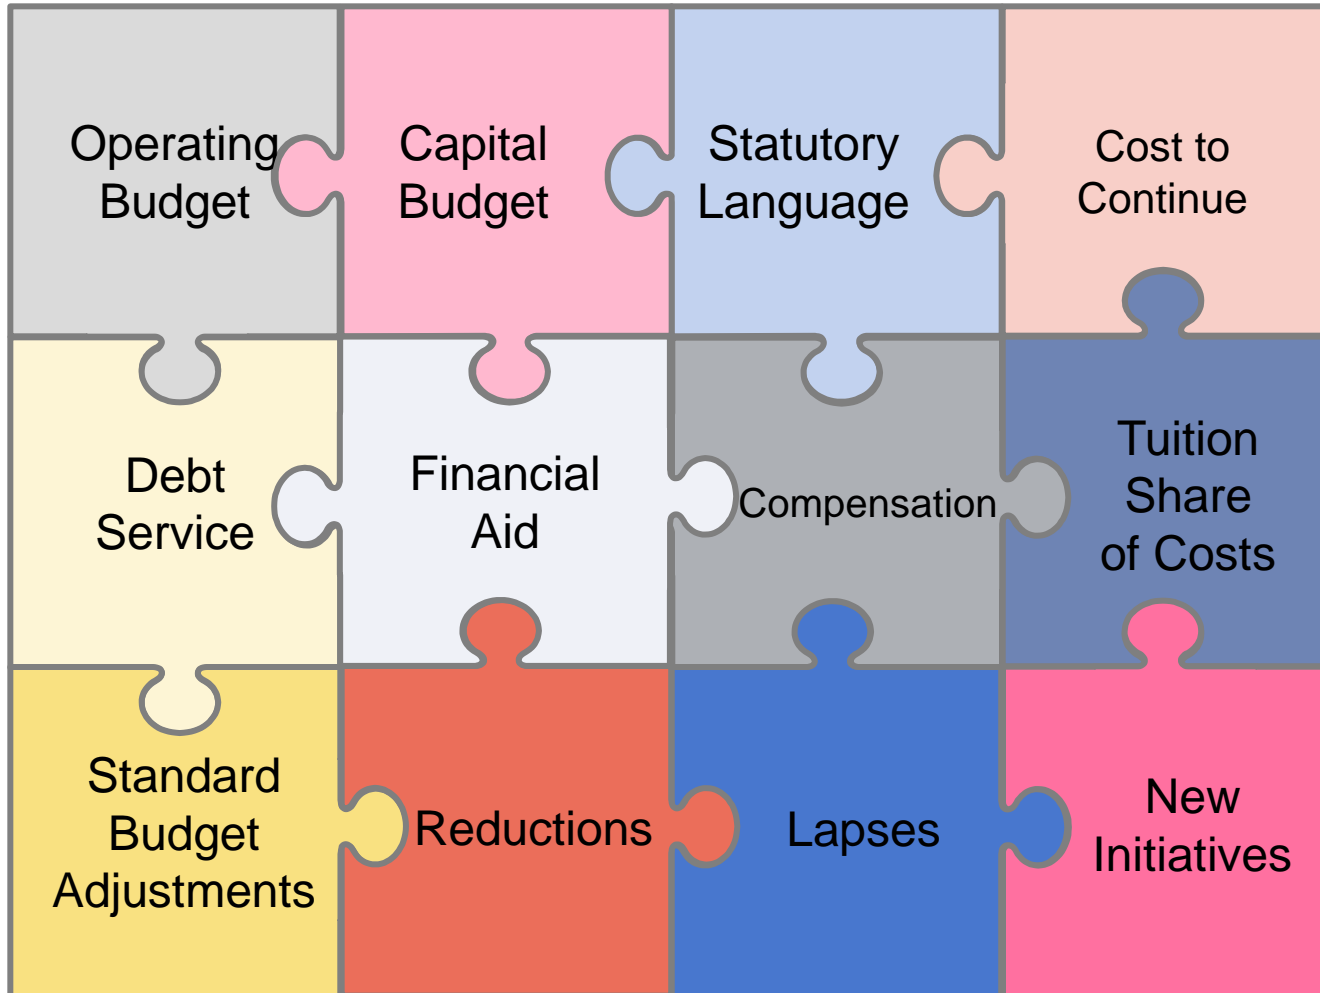 Operating
Budget
Capital
Budget
Statutory
Language
Cost to
Continue
Debt
Service
Financial
Aid
Compensation
Tuition
Share
of Costs
Standard
Budget
Adjustments
Reductions
Lapses
New
Initiatives